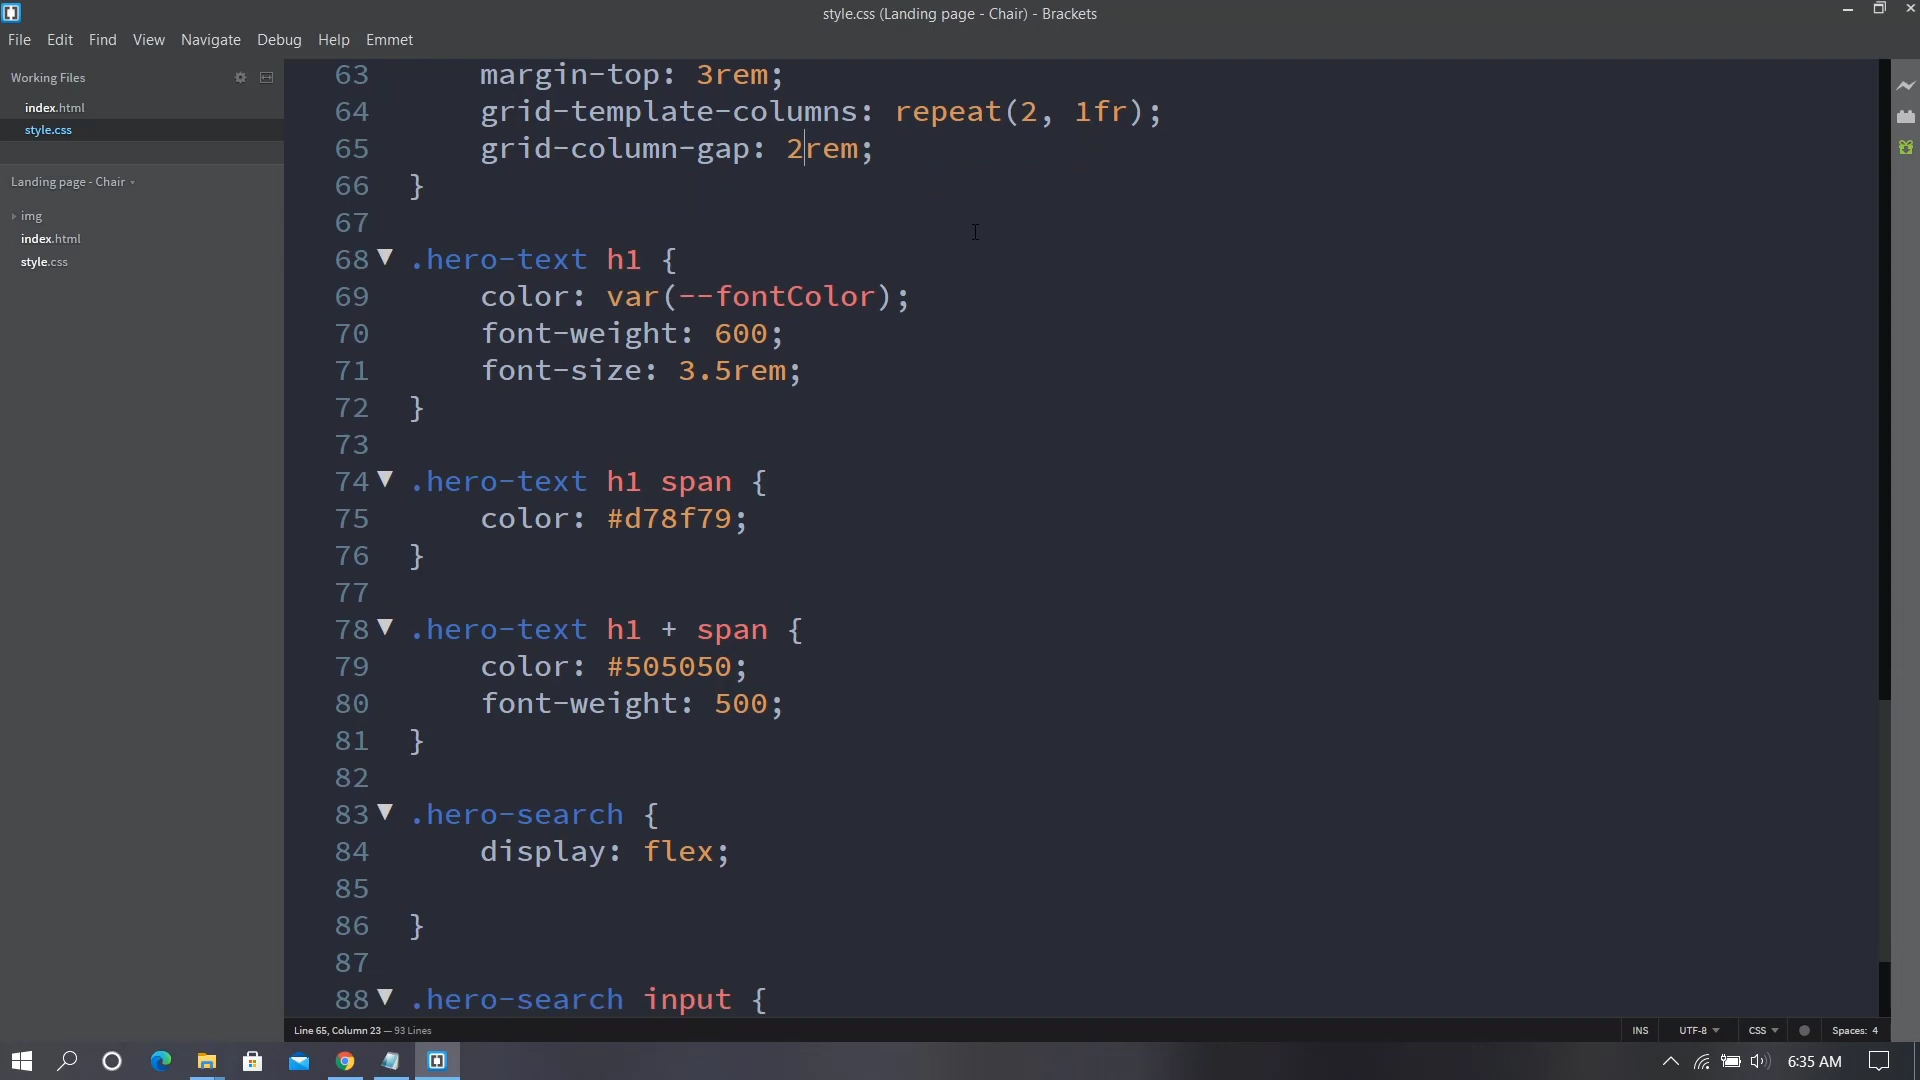 style.css (Landing page - Chair) - Brackets
File Edit Find View Navigate Debug Help Emmet
Working Files
index.html
style.css
Landing page - Chair
img
index.html
style.css
63 margin-top: 3rem;
64 grid-template-columns: repeat(2, 1fr);
65 grid-column-gap: 2rem;
66 }
67
68 .hero-text h1 {
69 color: var(--fontColor);
70 font-weight: 600;
71 font-size: 3.5rem;
72 }
73
74 .hero-text h1 span {
75 color: #d78f79;
76 }
77
78 .hero-text h1 + span {
79 color: #505050;
80 font-weight: 500;
81 }
82
83 .hero-search {
84 display: flex;
85
86 }
87
88 .hero-search input {
Line 65, Column 23 — 93 Lines
INS UTF-8 CSS Spaces: 4
6:35 AM